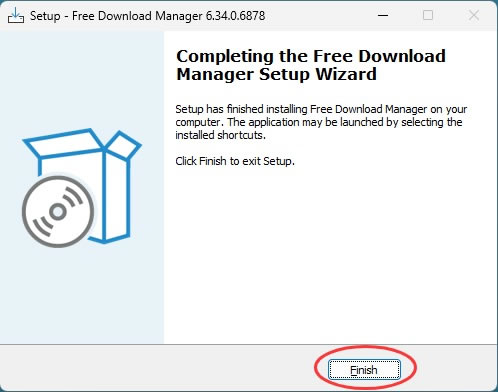 Setup - Free Download Manager 6.34.0.6878
Completing the Free Download
Manager Setup Wizard
Setup has finished installing Free Download Manager on your
computer. The application may be launched by selecting the
installed shortcuts.
Click Finish to exit Setup.
Finish